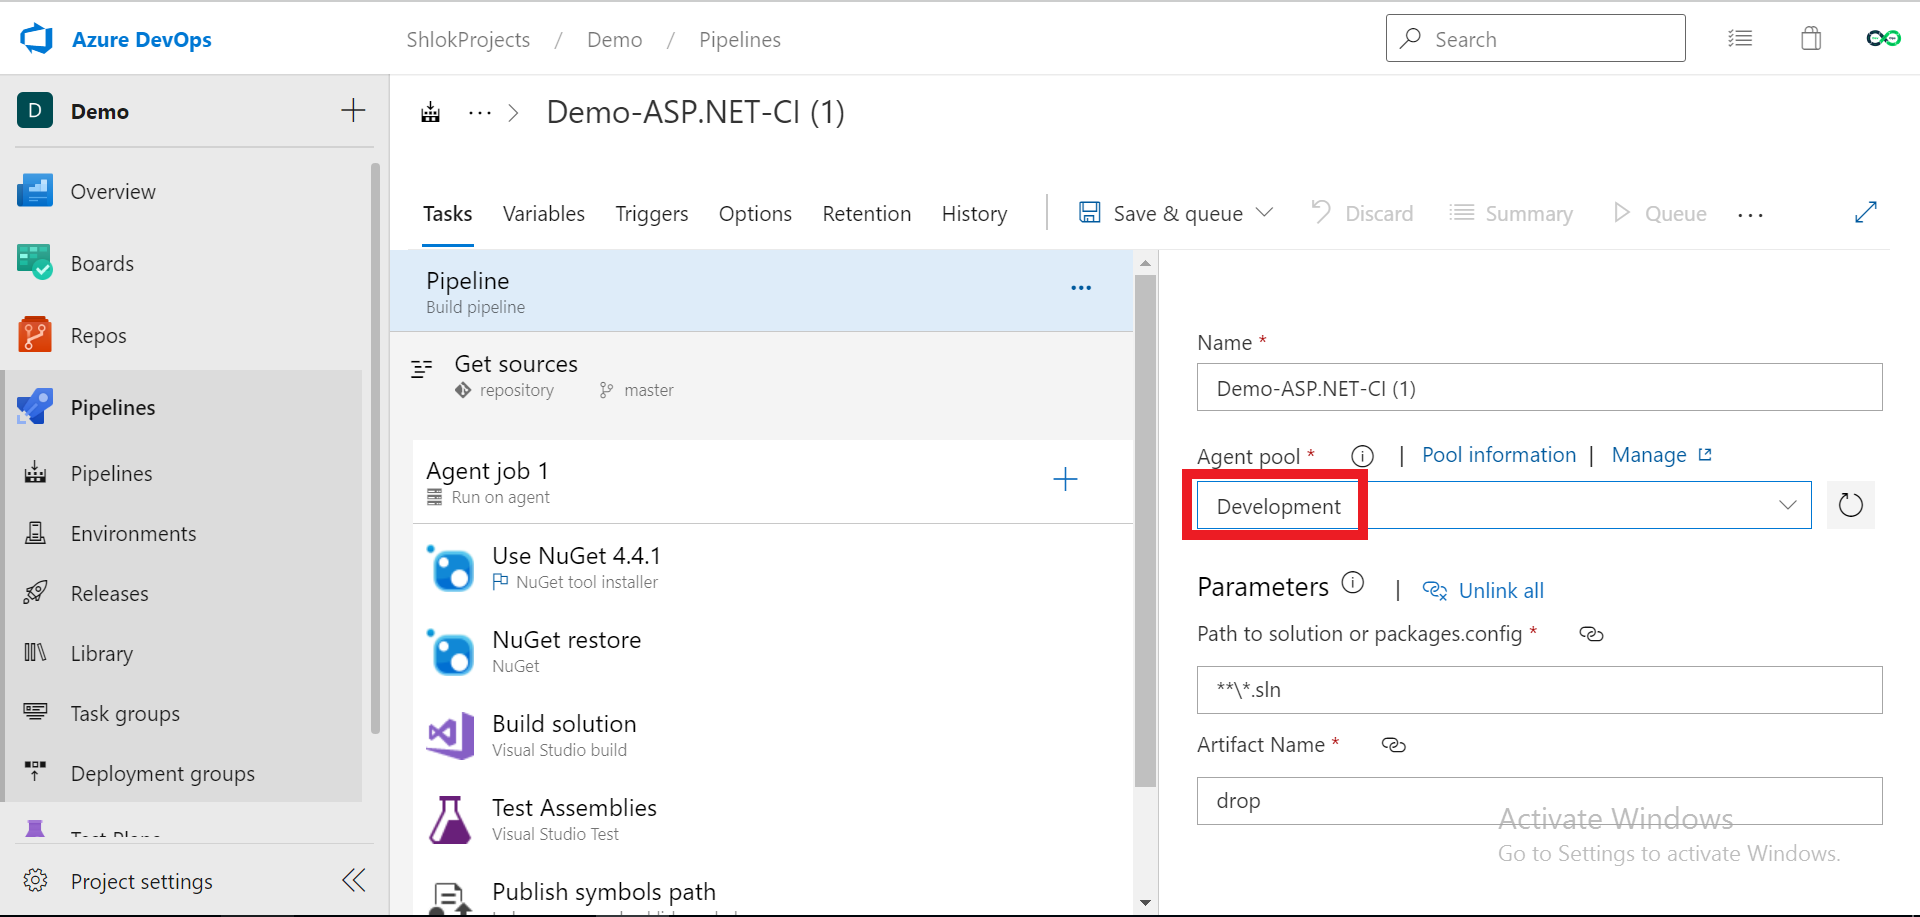 Azure DevOps
ShlokProjects / Demo / Pipelines
Search
D Demo
Overview
Boards
Repos
Pipelines
Pipelines
Environments
Releases
Library
Task groups
Deployment groups
Test Plans
Project settings
Demo-ASP.NET-CI (1)
Tasks Variables Triggers Options Retention History | Save & queue Discard Summary Queue ...
Pipeline
Build pipeline
Get sources
repository master
Agent job 1
Run on agent
Use NuGet 4.4.1
NuGet tool installer
NuGet restore
NuGet
Build solution
Visual Studio build
Test Assemblies
Visual Studio Test
Publish symbols path
Name *
Demo-ASP.NET-CI (1)
Agent pool * | Pool information | Manage
Development
Parameters | Unlink all
Path to solution or packages.config *
**\*.sln
Artifact Name *
drop
Activate Windows
Go to Settings to activate Windows.